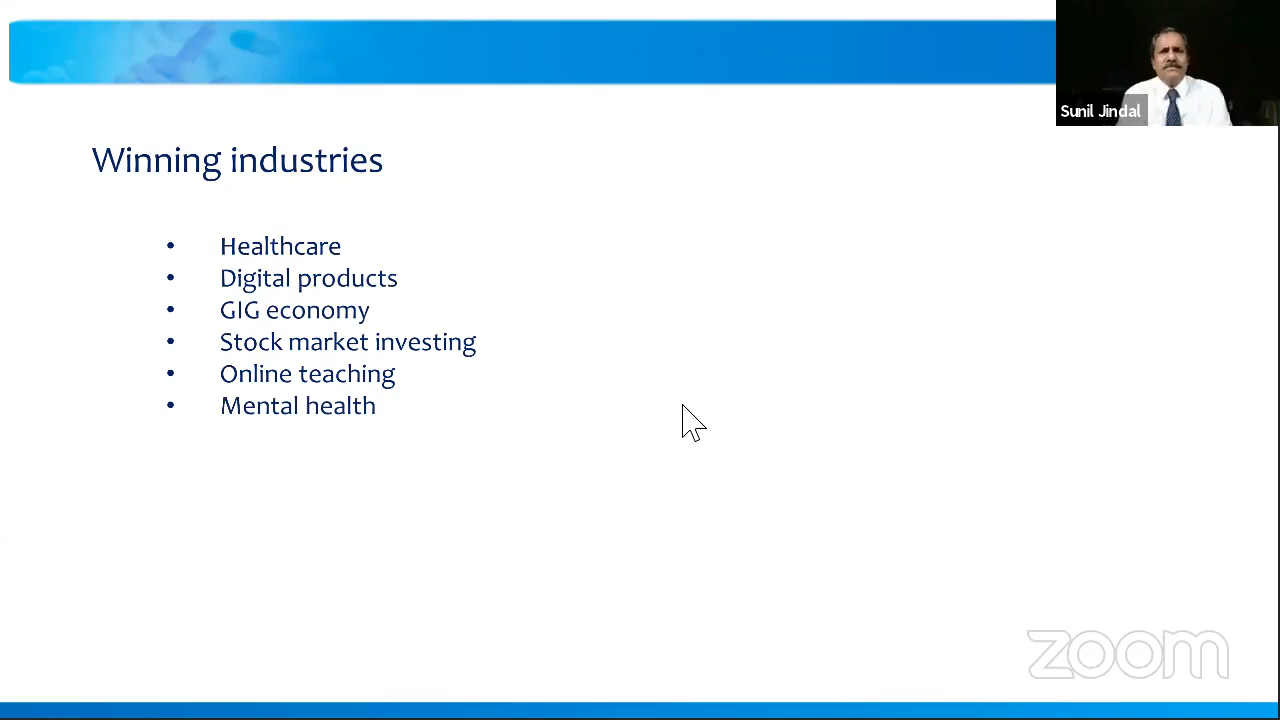 Sunil Jindal
Winning industries
• Healthcare
• Digital products
• GIG economy
• Stock market investing
• Online teaching
• Mental health
zoom